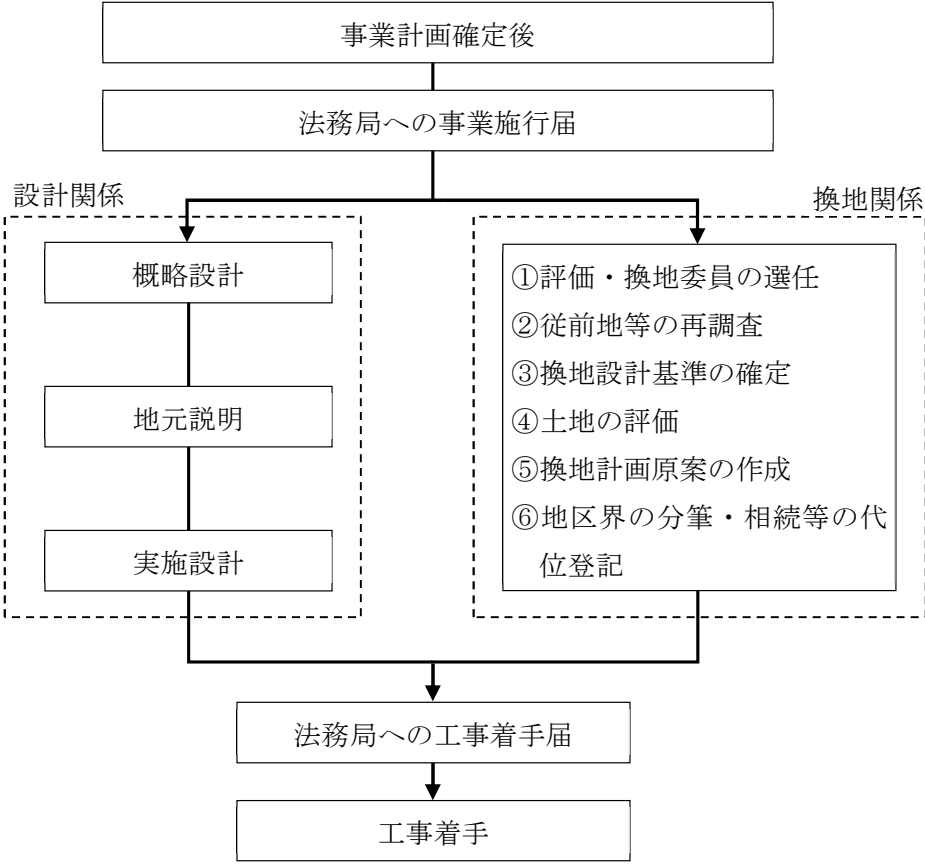 事業計画確定後
法務局への事業施行届
設計関係
概略設計
地元説明
実施設計
換地関係
①評価・換地委員の選任
②従前地等の再調査
③換地設計基準の確定
④土地の評価
⑤換地計画原案の作成
⑥地区界の分筆・相続等の代
位登記
法務局への工事着手届
工事着手